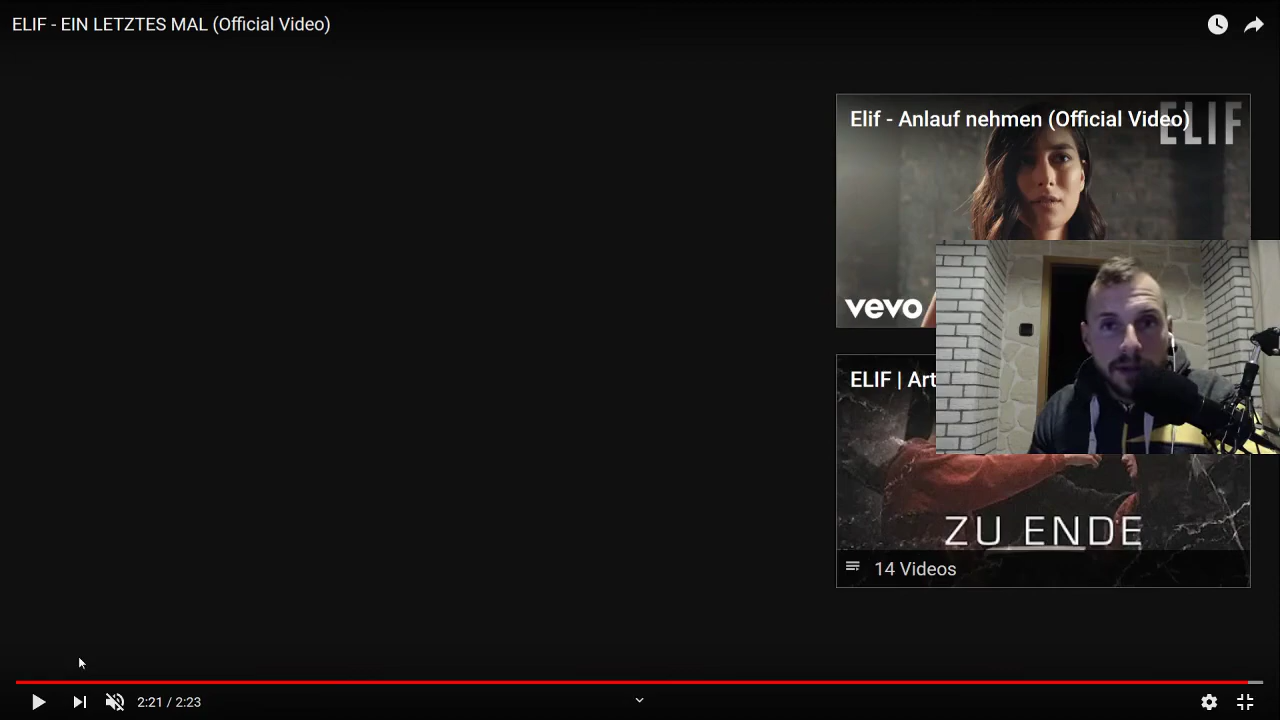 ELIF - EIN LETZTES MAL (Official Video)
Elif - Anlauf nehmen (Official Video)
ELIF
vevo
ELIF | Art
ZU ENDE
14 Videos
2:21 / 2:23